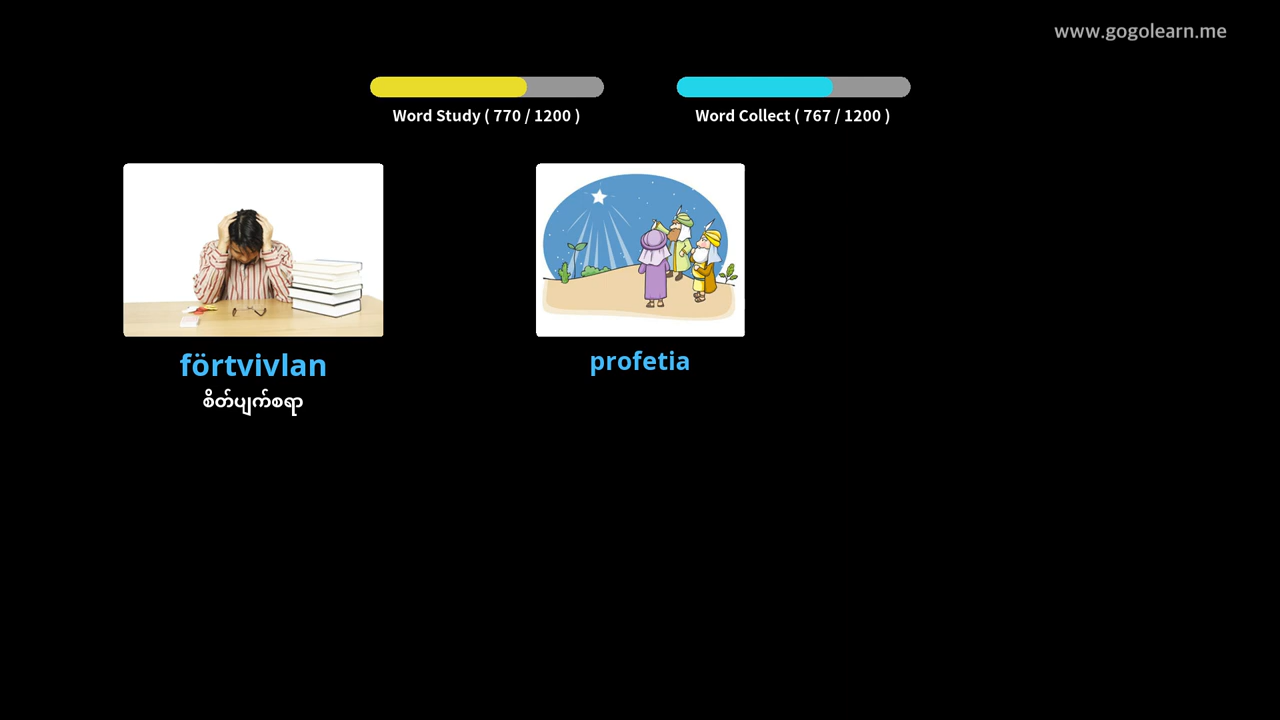 www.gogolearn.me
Word Study ( 770 / 1200 )
Word Collect ( 767 / 1200 )
förtvivlan
profetia
စိတ်ပျက်စရာ